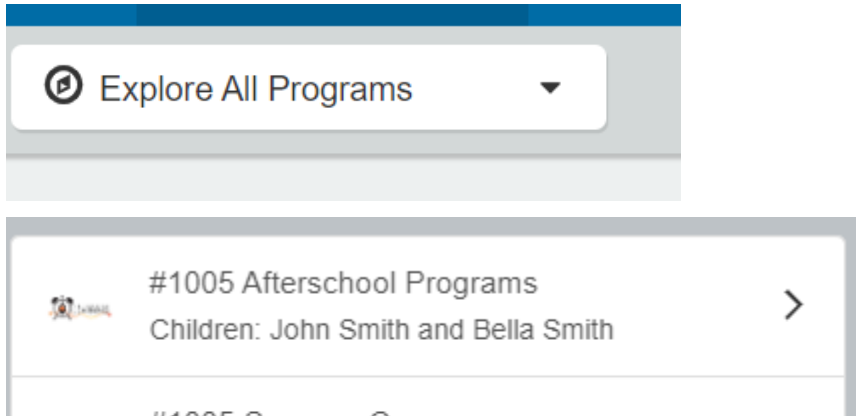 Explore All Programs
#1005 Afterschool Programs
Children: John Smith and Bella Smith